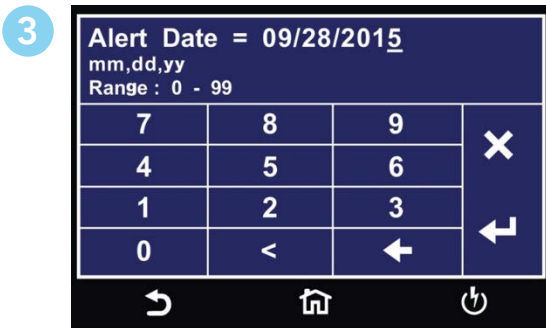 3
Alert Date = 09/28/2015
mm,dd,yy
Range : 0 - 99
7 8 9
4 5 6
1 2 3
0 <